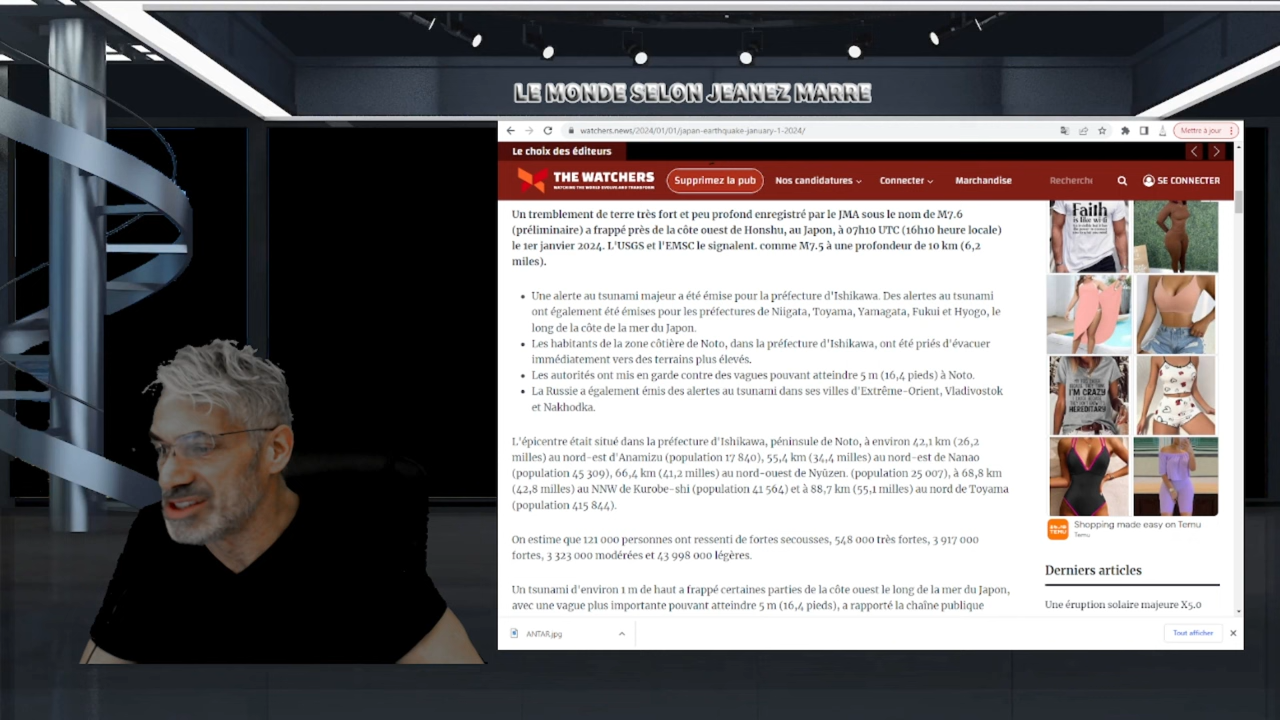 LE MONDE SELON JEANEZ MARRE
watchers.news/2024/01/01/japan-earthquake-january-1-2024/
Mettre à jour
Le choix des éditeurs
THE WATCHERS
WATCHING THE WORLD EVOLVE AND TRANSFORM
Supprimez la pub
Nos candidatures
Connecter
Marchandise
Recherche
SE CONNECTER
Un tremblement de terre très fort et peu profond enregistré par le JMA sous le nom de M7.6
(préliminaire) a frappé près de la côte ouest de Honshu, au Japon, à 07h10 UTC (16h10 heure locale)
le 1er janvier 2024. L'USGS et l'EMSC le signalent. comme M7.5 à une profondeur de 10 km (6,2
miles).
Une alerte au tsunami majeur a été émise pour la préfecture d'Ishikawa. Des alertes au tsunami
ont également été émises pour les préfectures de Niigata, Toyama, Yamagata, Fukui et Hyogo, le
long de la côte de la mer du Japon.
Les habitants de la zone côtière de Noto, dans la préfecture d'Ishikawa, ont été priés d'évacuer
immédiatement vers des terrains plus élevés.
Les autorités ont mis en garde contre des vagues pouvant atteindre 5 m (16,4 pieds) à Noto.
La Russie a également émis des alertes au tsunami dans ses villes d'Extrême-Orient, Vladivostok
et Nakhodka.
L'épicentre était situé dans la préfecture d'Ishikawa, péninsule de Noto, à environ 42,1 km (26,2
milles) au nord-est d'Anamizu (population 17 840), 55,4 km (34,4 milles) au nord-est de Nanao
(population 45 309), 66,4 km (41,2 milles) au nord-ouest de Nyūzen. (population 25 007), à 68,8 km
(42,8 milles) au NNW de Kurobe-shi (population 41 564) et à 88,7 km (55,1 milles) au nord de Toyama
(population 415 844).
On estime que 121 000 personnes ont ressenti de fortes secousses, 548 000 très fortes, 3 917 000
fortes, 3 323 000 modérées et 43 998 000 légères.
Un tsunami d'environ 1 m de haut a frappé certaines parties de la côte ouest le long de la mer du Japon,
avec une vague plus importante pouvant atteindre 5 m (16,4 pieds), a rapporté la chaîne publique
Faith
is like wifi
I'M CRAZY
HEREDITARY
TEMU
Shopping made easy on Temu
Temu
Derniers articles
Une éruption solaire majeure X5.0
ANTAR.jpg
Tout afficher